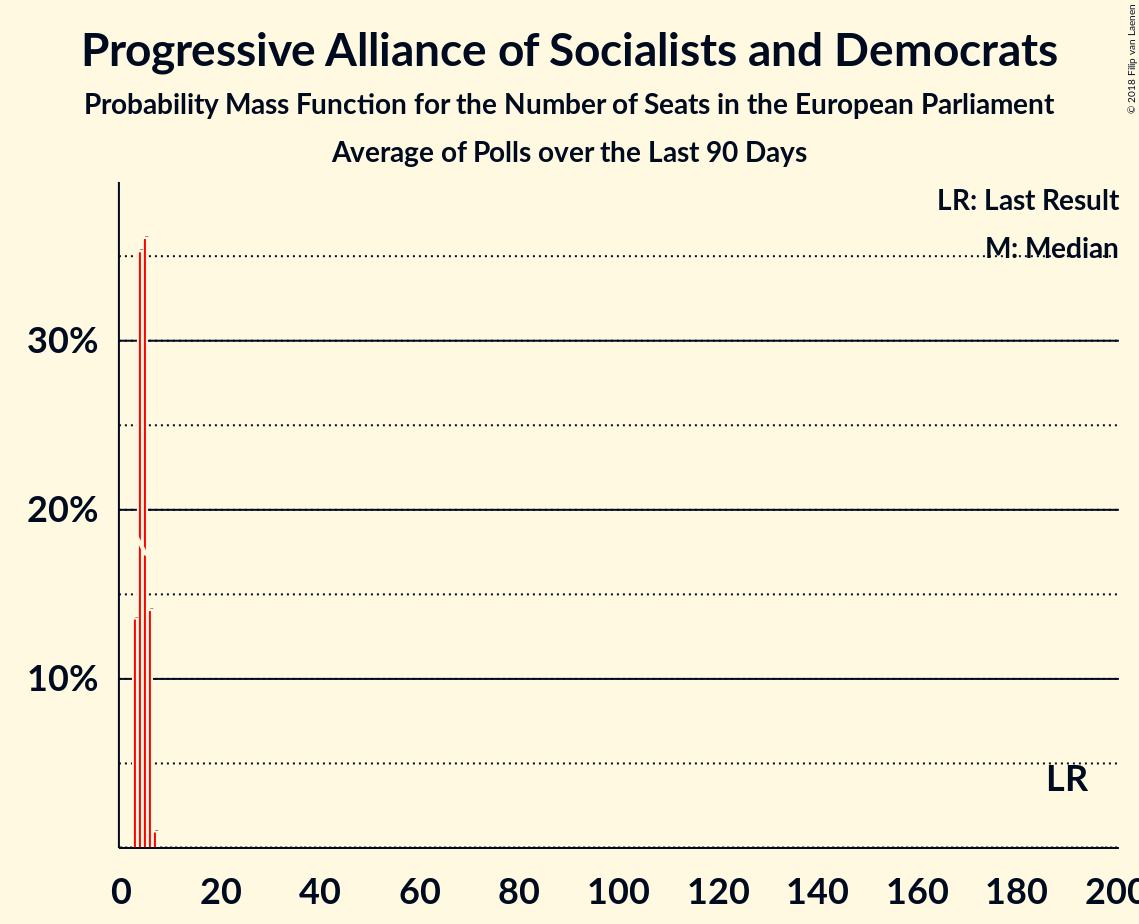 Progressive Alliance of Socialists and Democrats
Probability Mass Function for the Number of Seats in the European Parliament
Average of Polls over the Last 90 Days
© 2018 Filip van Laenen
LR: Last Result
M: Median
30%
20%
10%
LR
0 20 40 60 80 100 120 140 160 180 200